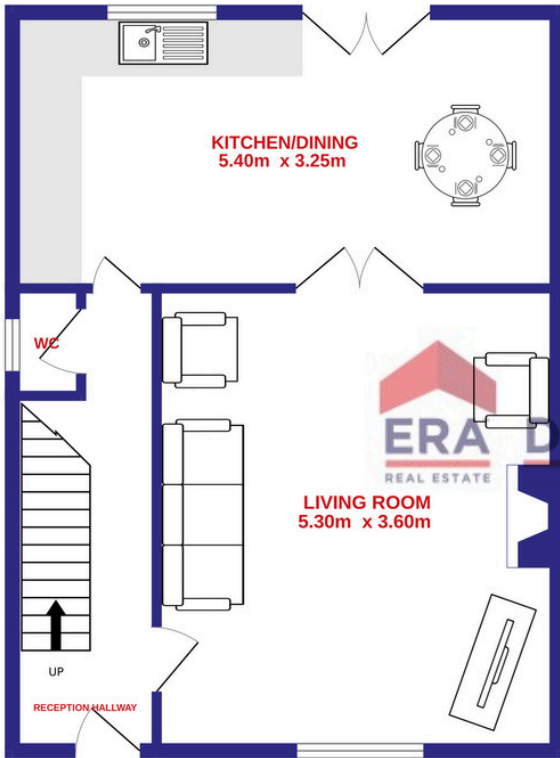 KITCHEN/DINING
5.40m x 3.25m
WC
ERA D
REAL ESTATE
LIVING ROOM
5.30m x 3.60m
UP
RECEPTION HALLWAY